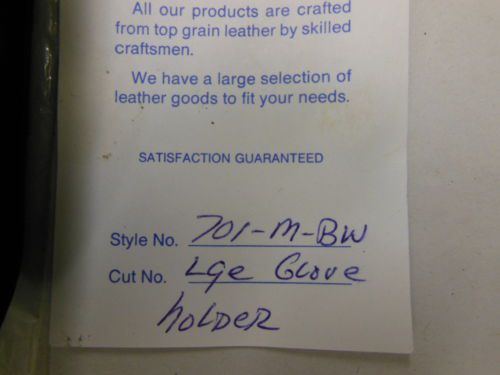 All our products are crafted
from top grain leather by skilled
craftsmen.
We have a large selection of
leather goods to fit your needs.
SATISFACTION GUARANTEED
Style No. 701-M-BW
Cut No. Lge Glove
holder